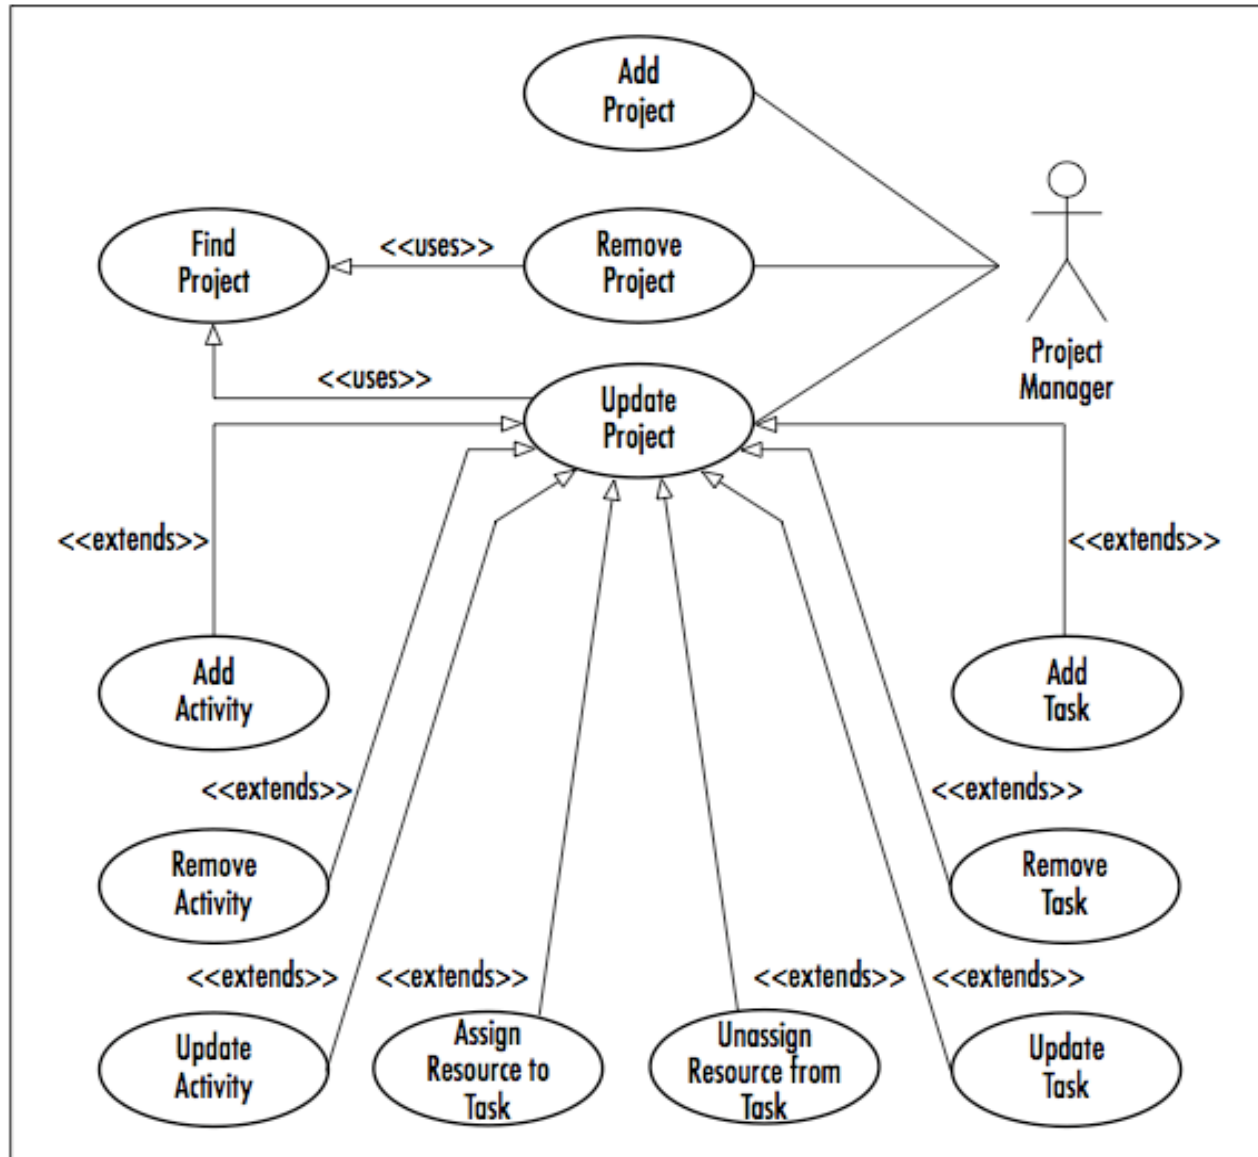 Add
Project
Find
Project
<<uses>>
Remove
Project
Project
Manager
<<uses>>
Update
Project
<<extends>>
<<extends>>
Add
Activity
Add
Task
<<extends>>
<<extends>>
Remove
Activity
Remove
Task
<<extends>>
<<extends>>
<<extends>>
<<extends>>
Update
Activity
Assign
Resource to
Task
Unassign
Resource from
Task
Update
Task